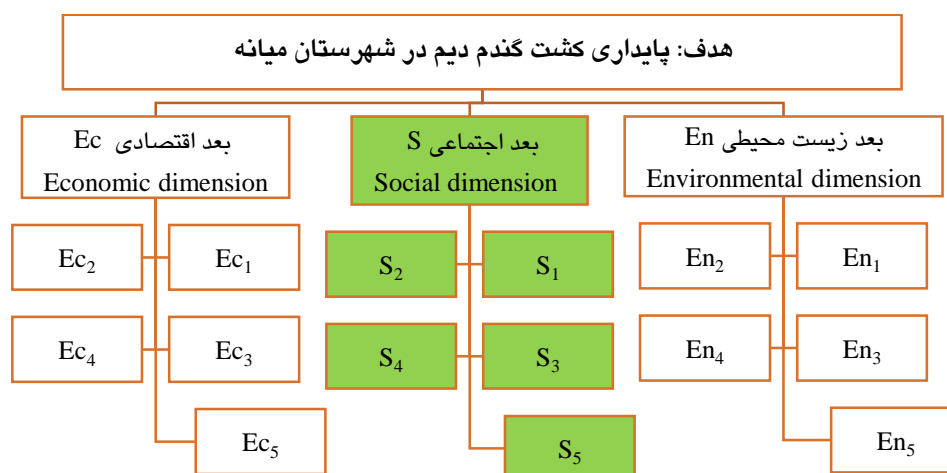 هدف: پایداری کشت گندم دیم در شهرستان میانه
بعد زیست محیطی En
Environmental dimension
بعد اجتماعی S
Social dimension
بعد اقتصادی Ec
Economic dimension
En₁
En₂
En₃
En₄
En₅
S₁
S₂
S₃
S₄
S₅
Ec₁
Ec₂
Ec₃
Ec₄
Ec₅